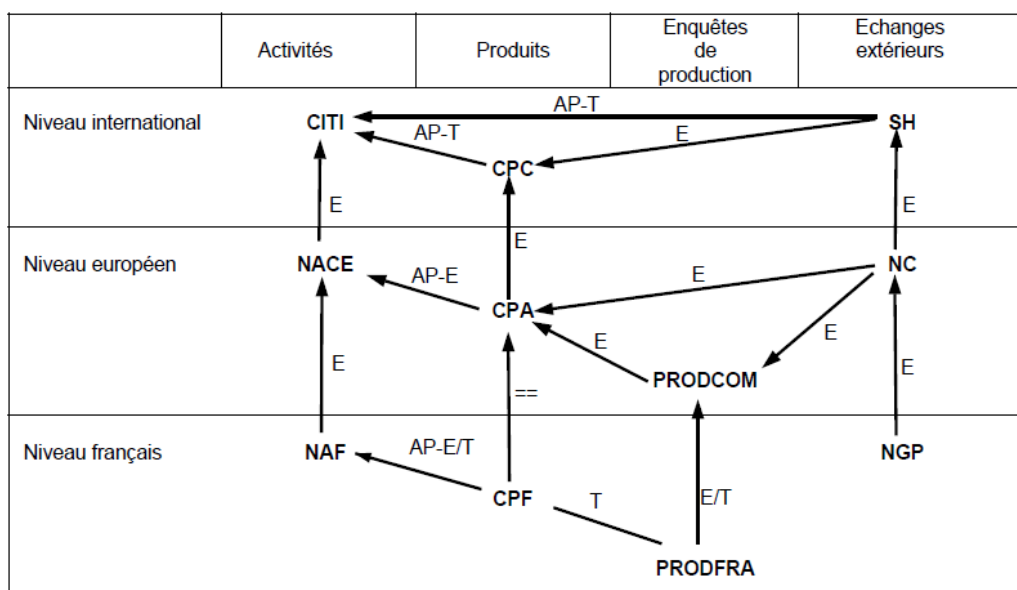 Activités
Produits
Enquêtes
de
production
Echanges
extérieurs
Niveau international
CITI
AP-T
SH
AP-T
E
CPC
E
E
E
Niveau européen
NACE
NC
AP-E
E
CPA
E
E
PRODCOM
E
E
==
Niveau français
NAF
AP-E/T
NGP
CPF
T
E/T
PRODFRA